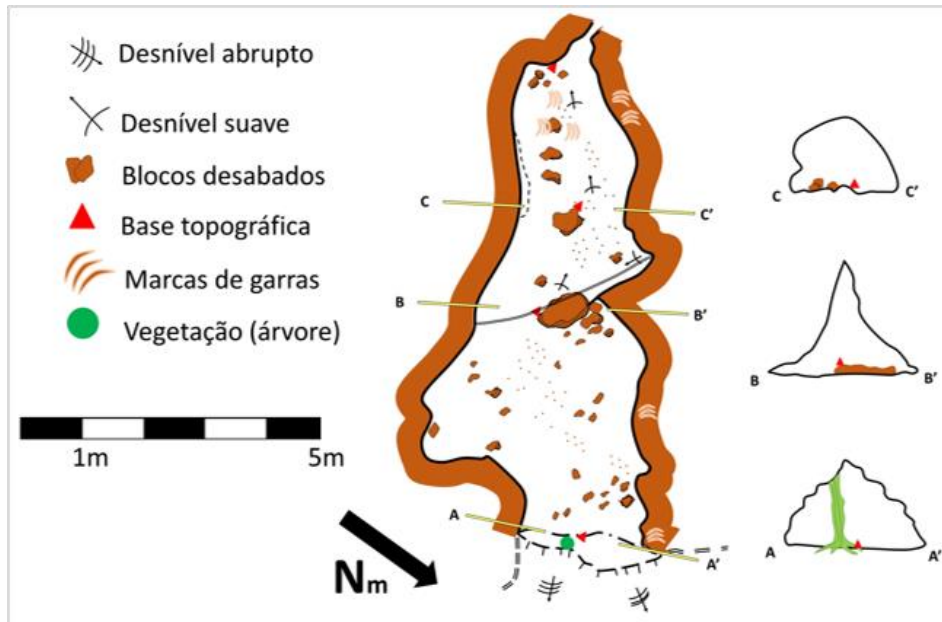 Desnível abrupto
Desnível suave
Blocos desabados
Base topográfica
Marcas de garras
Vegetação (árvore)
1m 5m
Nm
C C'
B B'
A A'
C C'
B B'
A A'